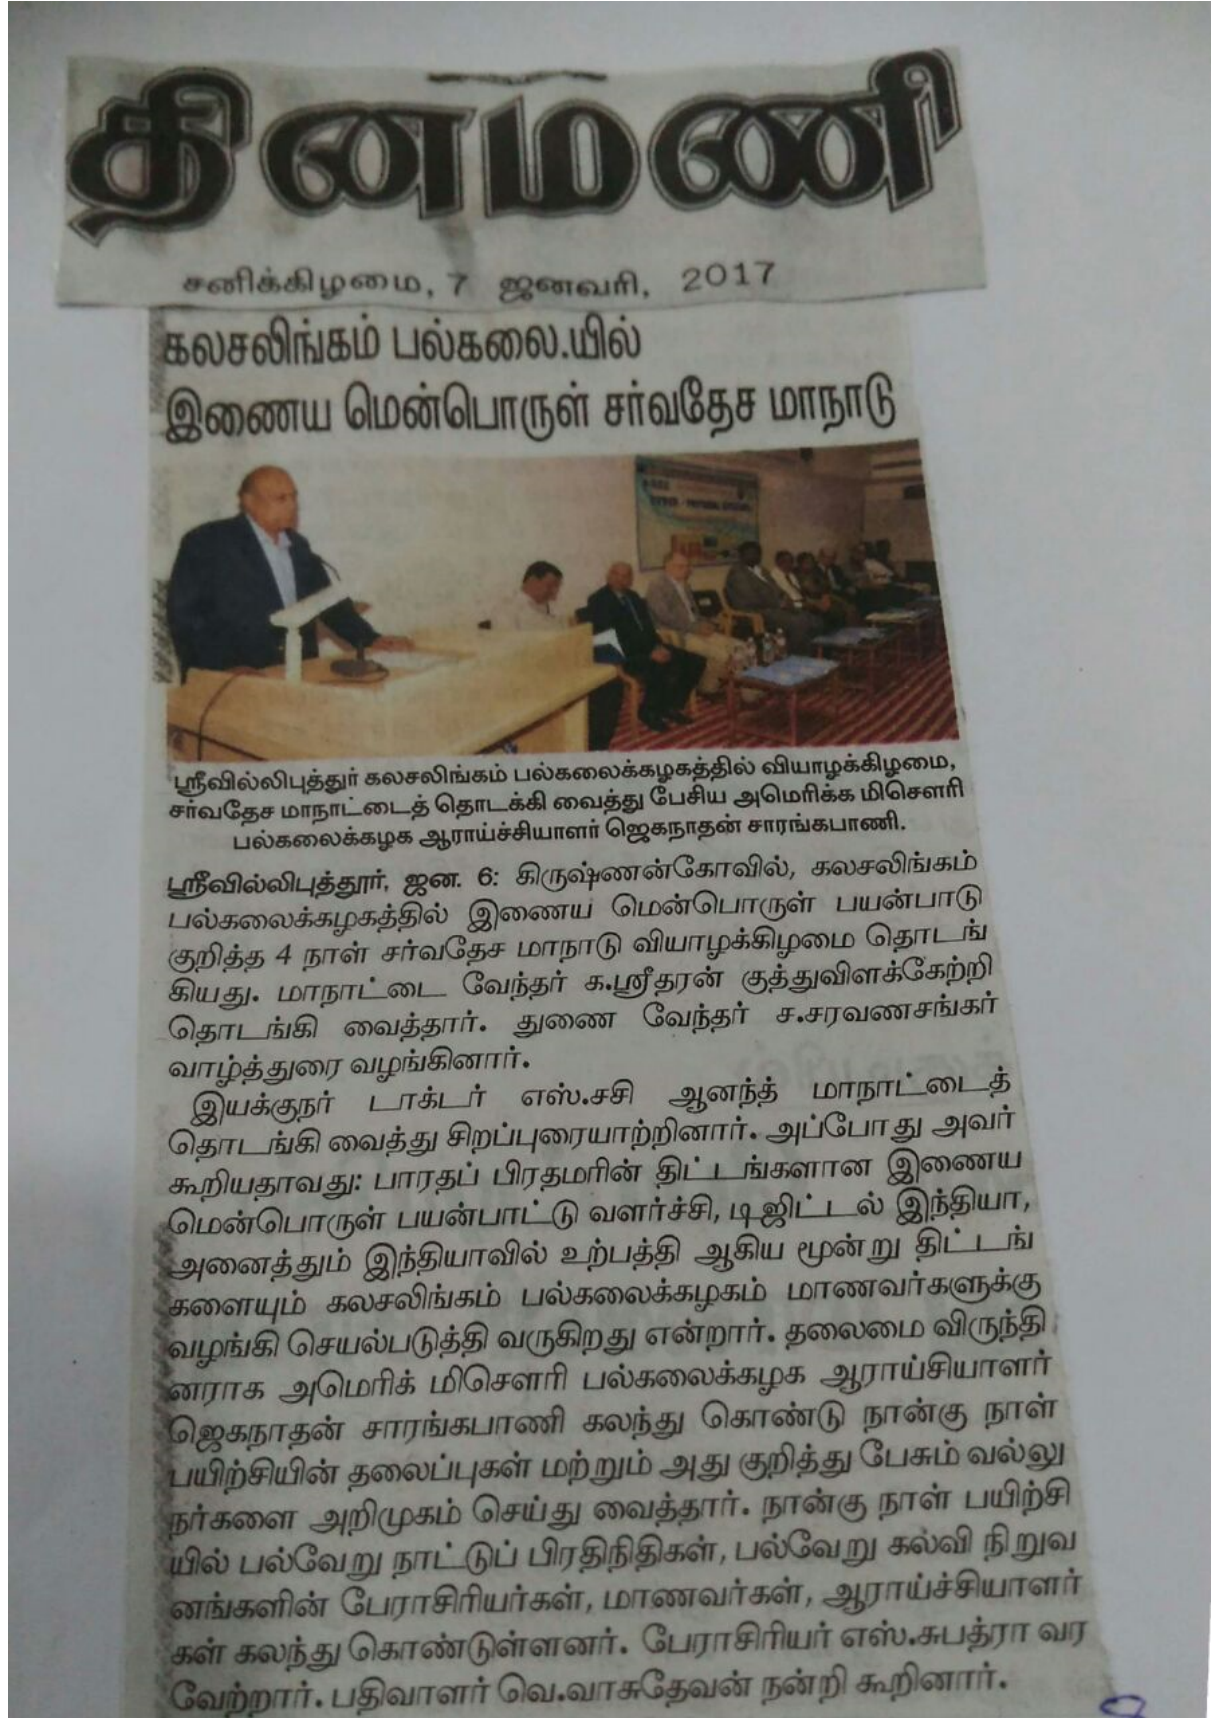 தினமணி
சனிக்கிழமை, 7 ஜனவரி, 2017
கலசலிங்கம் பல்கலை.யில்
இணைய மென்பொருள் சர்வதேச மாநாடு
ஸ்ரீவில்லிபுத்துர் கலசலிங்கம் பல்கலைக்கழகத்தில் வியாழக்கிழமை,
சர்வதேச மாநாட்டைத் தொடக்கி வைத்து பேசிய அமெரிக்க மிசௌரி
பல்கலைக்கழக ஆராய்ச்சியாளர் ஜெகநாதன் சாரங்கபாணி.
ஸ்ரீவில்லிபுத்தூர், ஜன. 6: கிருஷ்ணன்கோவில், கலசலிங்கம்
பல்கலைக்கழகத்தில் இணைய மென்பொருள் பயன்பாடு
குறித்த 4 நாள் சர்வதேச மாநாடு வியாழக்கிழமை தொடங்
கியது. மாநாட்டை வேந்தர் க.ஸ்ரீதரன் குத்துவிளக்கேற்றி
தொடங்கி வைத்தார். துணை வேந்தர் ச.சரவணசங்கர்
வாழ்த்துரை வழங்கினார்.
இயக்குநர் டாக்டர் எஸ்.சசி ஆனந்த் மாநாட்டைத்
தொடங்கி வைத்து சிறப்புரையாற்றினார். அப்போது அவர்
கூறியதாவது: பாரதப் பிரதமரின் திட்டங்களான இணைய
மென்பொருள் பயன்பாட்டு வளர்ச்சி, டிஜிட்டல் இந்தியா,
அனைத்தும் இந்தியாவில் உற்பத்தி ஆகிய மூன்று திட்டங்
களையும் கலசலிங்கம் பல்கலைக்கழகம் மாணவர்களுக்கு
வழங்கி செயல்படுத்தி வருகிறது என்றார். தலைமை விருந்தி
னராக அமெரிக் மிசௌரி பல்கலைக்கழக ஆராய்சியாளர்
ஜெகநாதன் சாரங்கபாணி கலந்து கொண்டு நான்கு நாள்
பயிற்சியின் தலைப்புகள் மற்றும் அது குறித்து பேசும் வல்லு
நர்களை அறிமுகம் செய்து வைத்தார். நான்கு நாள் பயிற்சி
யில் பல்வேறு நாட்டுப் பிரதிநிதிகள், பல்வேறு கல்வி நிறுவ
னங்களின் பேராசிரியர்கள், மாணவர்கள், ஆராய்ச்சியாளர்
கள் கலந்து கொண்டுள்ளனர். பேராசிரியர் எஸ்.சுபத்ரா வர
வேற்றார். பதிவாளர் வெ.வாசுதேவன் நன்றி கூறினார்.